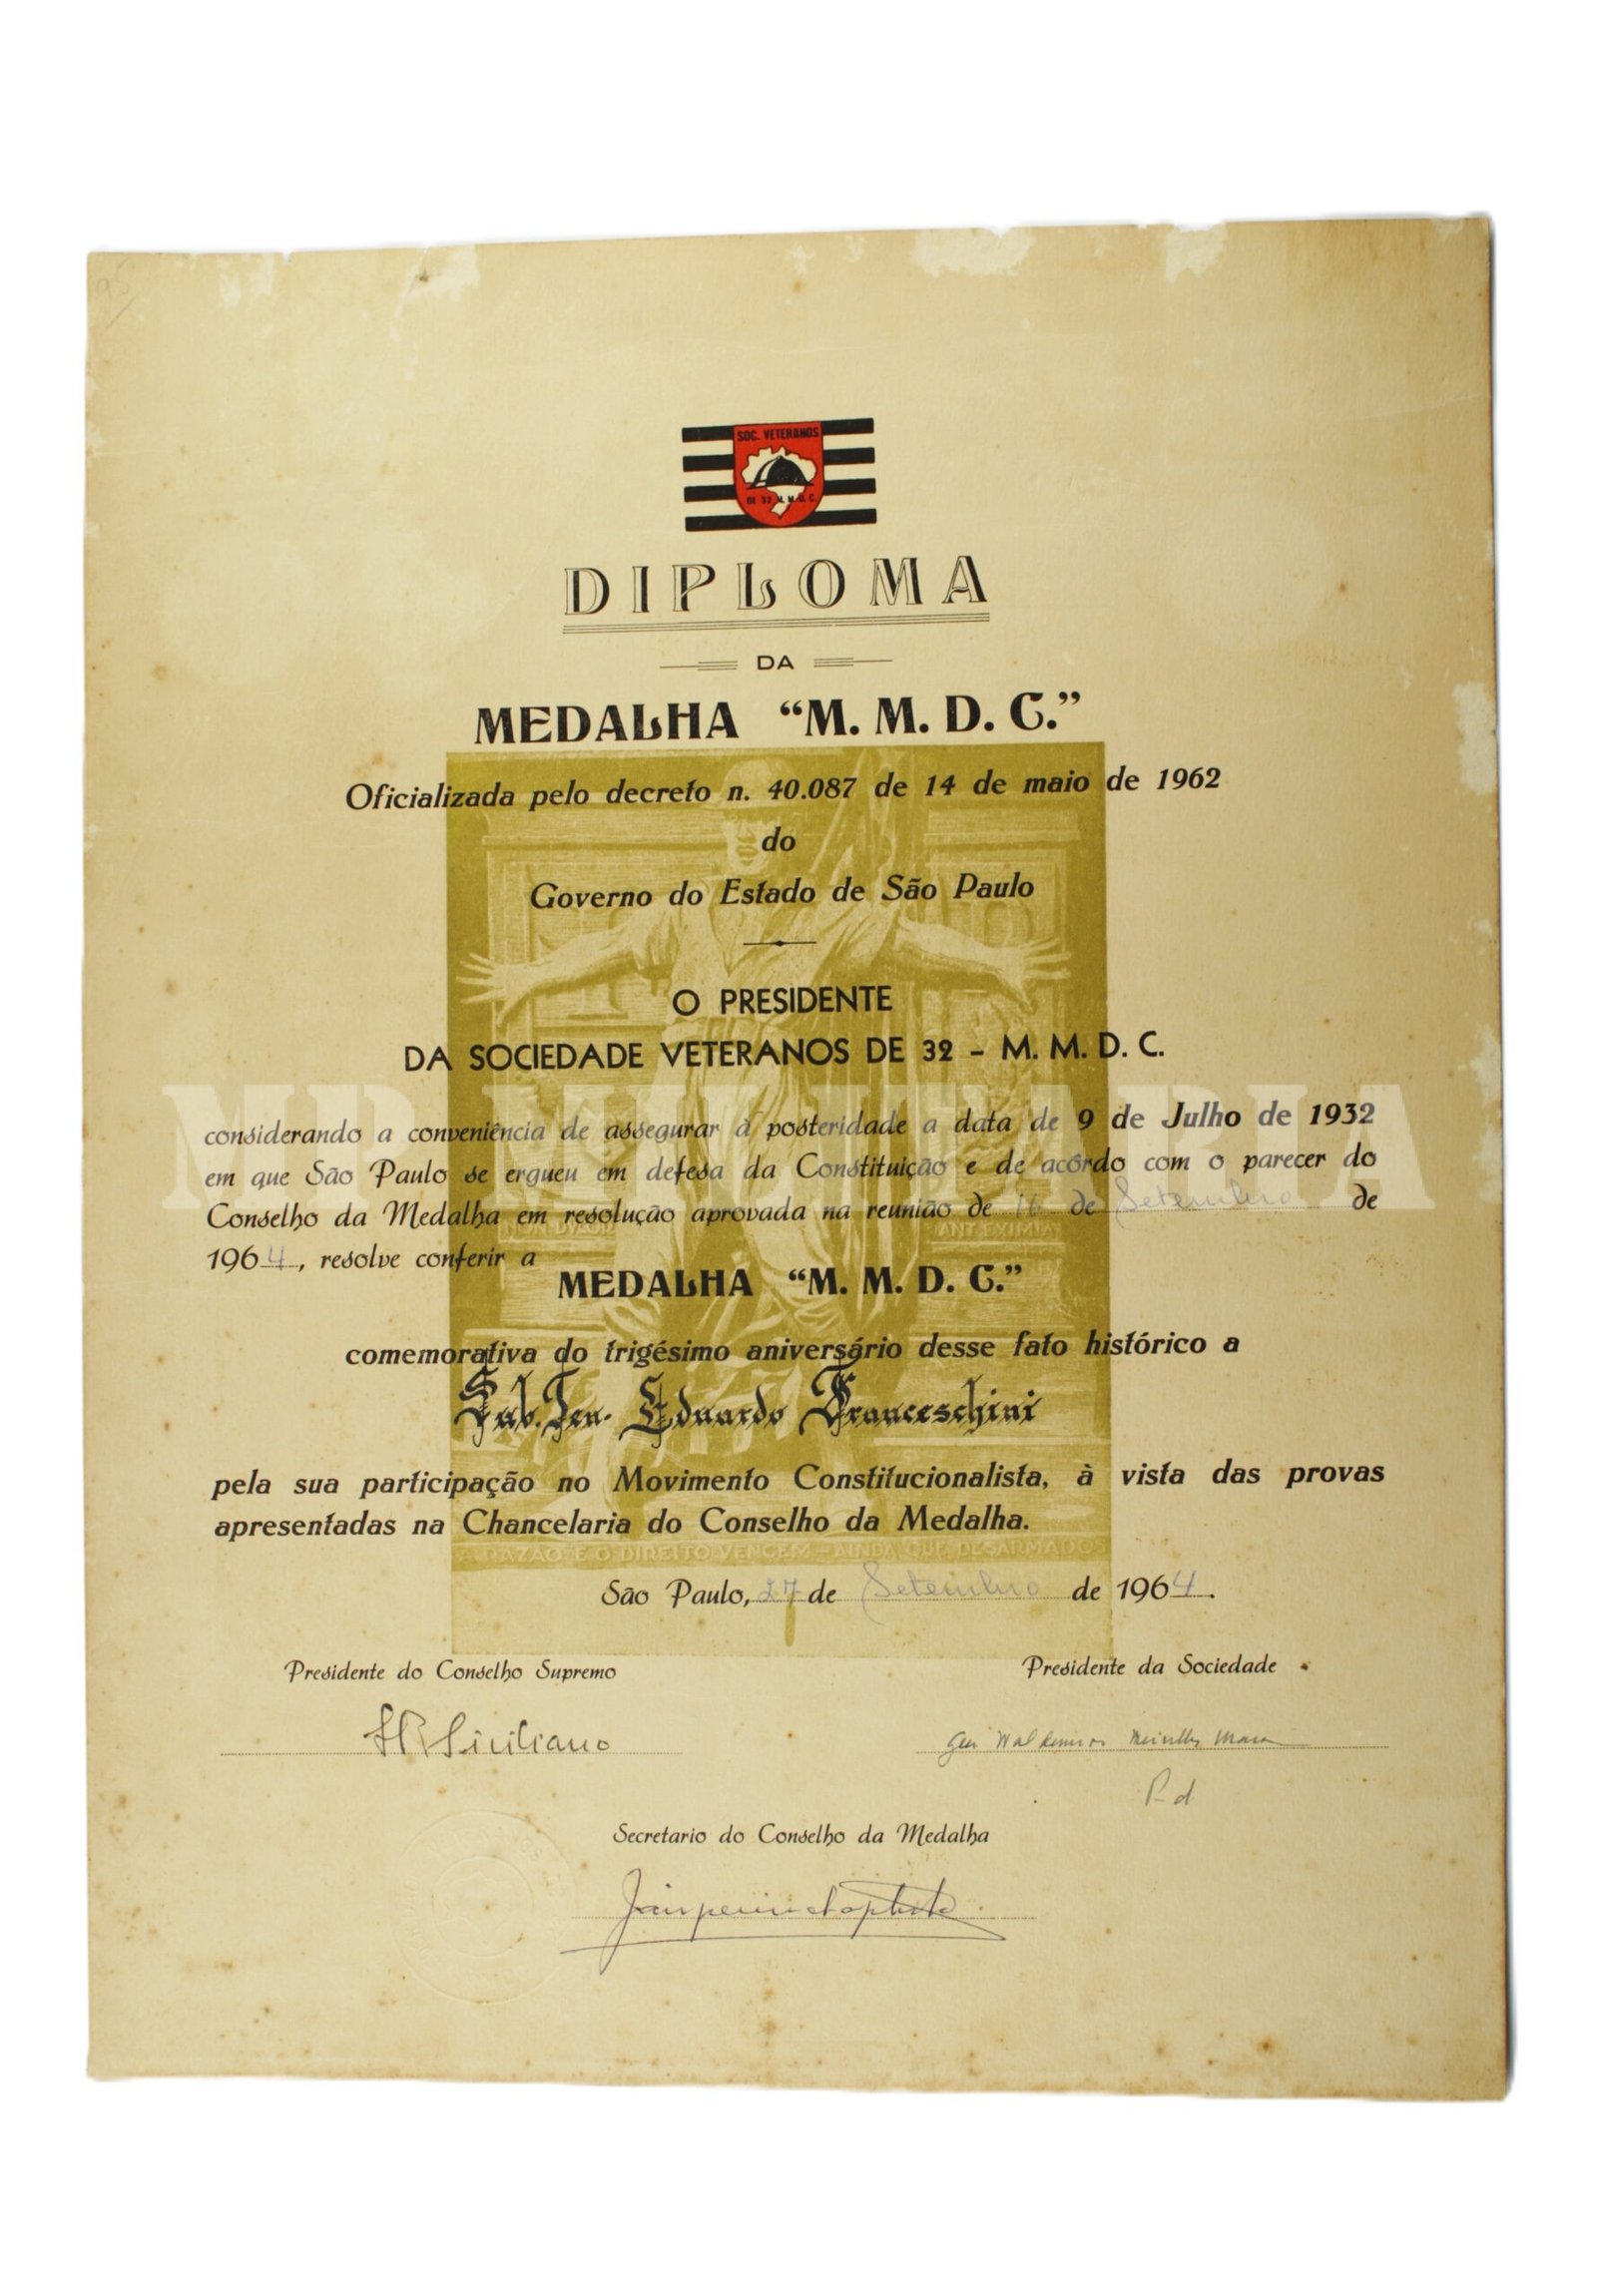 SOC. VETERANOS
DE 32 M. M. D. C.
DIPLOMA
DA
MEDALHA “M. M. D. C.”
Oficializada pelo decreto n. 40.087 de 14 de maio de 1962
do
Governo do Estado de São Paulo
O PRESIDENTE
DA SOCIEDADE VETERANOS DE 32 - M. M. D. C.
considerando a conveniência de assegurar à posteridade a data de 9 de Julho de 1932
em que São Paulo se ergueu em defesa da Constituição e de acôrdo com o parecer do
Conselho da Medalha em resolução aprovada na reunião de 16 de Setembro de
1964, resolve conferir a
ANT EXIMIA
MEDALHA “M. M. D. C.”
comemorativa do trigésimo aniversário desse fato histórico a
Sub. Ten. Eduardo Franceschini
pela sua participação no Movimento Constitucionalista, à vista das provas
apresentadas na Chancelaria do Conselho da Medalha.
A RAZÃO E O DIREITO VENCEM - AINDA QUE DESARMADOS
São Paulo, 27 de Setembro de 1964.
Presidente do Conselho Supremo
Presidente da Sociedade
Siciliano
Secretario do Conselho da Medalha